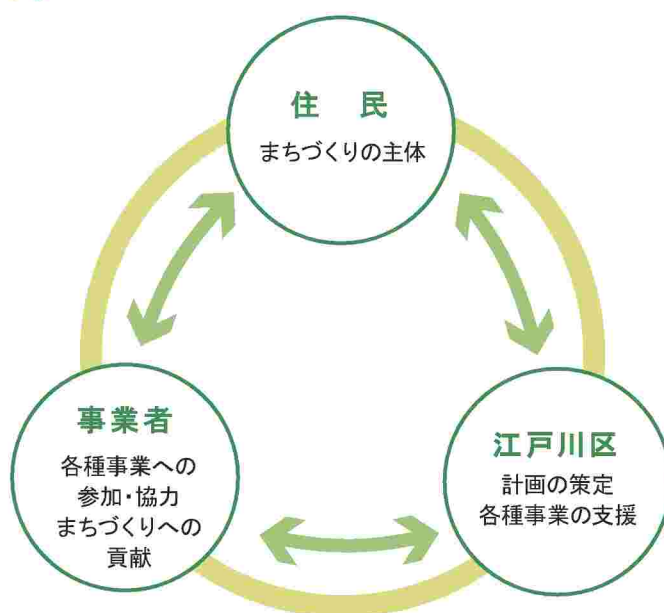 住　民
まちづくりの主体
事業者
各種事業への
参加・協力
まちづくりへの
貢献
江戸川区
計画の策定
各種事業の支援